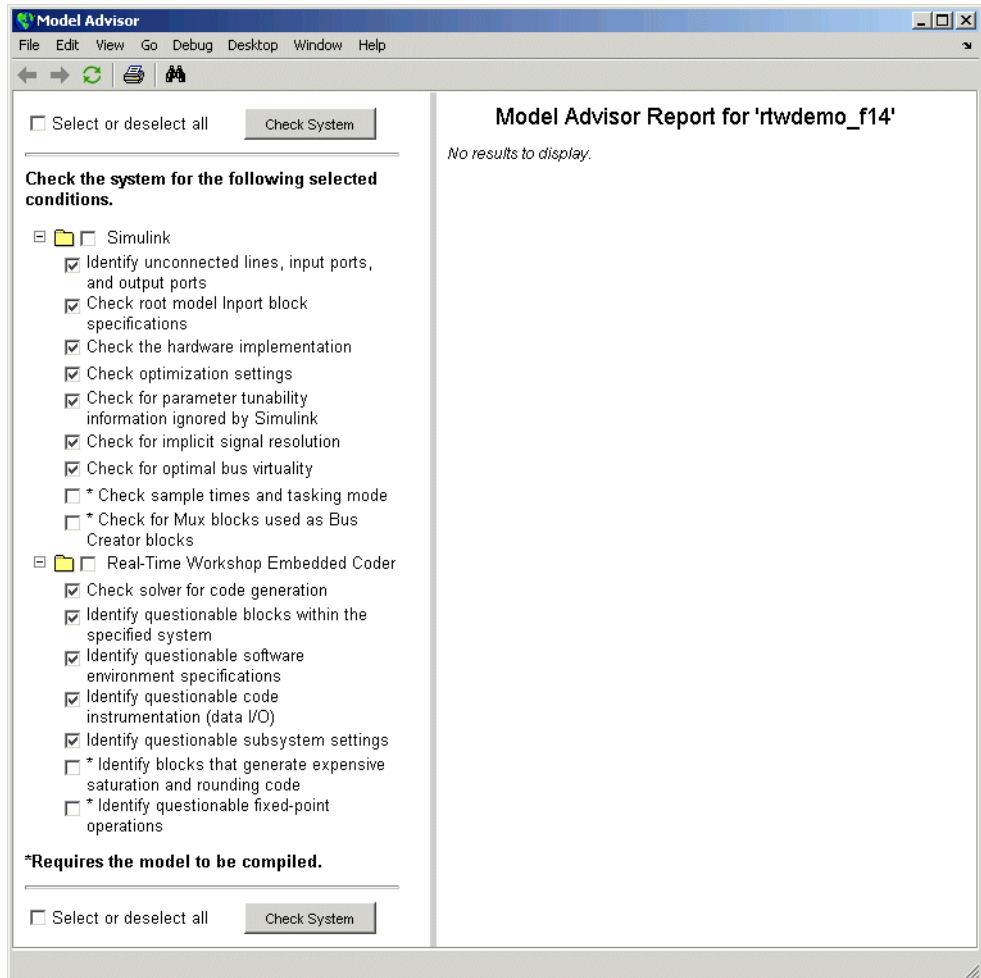 Model Advisor
File Edit View Go Debug Desktop Window Help
Select or deselect all
Check System
Check the system for the following selected
conditions.
Simulink
Identify unconnected lines, input ports,
and output ports
Check root model Inport block
specifications
Check the hardware implementation
Check optimization settings
Check for parameter tunability
information ignored by Simulink
Check for implicit signal resolution
Check for optimal bus virtuality
* Check sample times and tasking mode
* Check for Mux blocks used as Bus
Creator blocks
Real-Time Workshop Embedded Coder
Check solver for code generation
Identify questionable blocks within the
specified system
Identify questionable software
environment specifications
Identify questionable code
instrumentation (data I/O)
Identify questionable subsystem settings
* Identify blocks that generate expensive
saturation and rounding code
* Identify questionable fixed-point
operations
*Requires the model to be compiled.
Select or deselect all
Check System
Model Advisor Report for 'rtwdemo_f14'
No results to display.